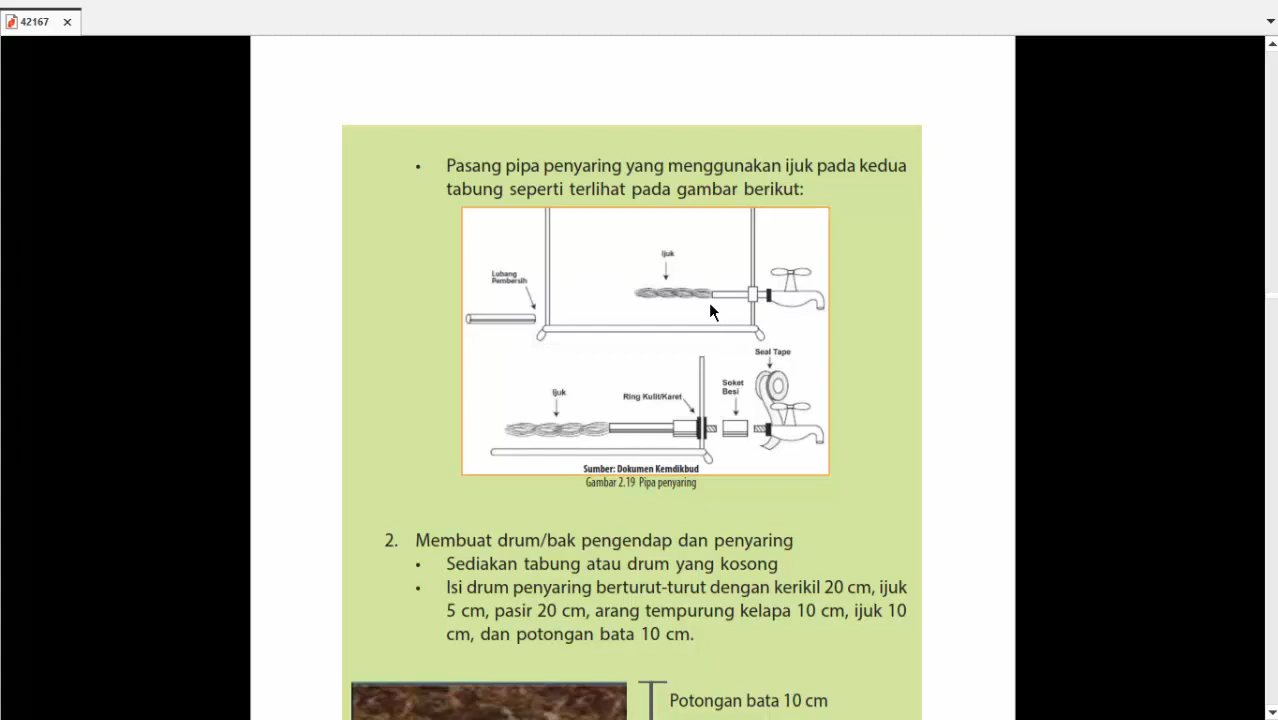 42167
• Pasang pipa penyaring yang menggunakan ijuk pada kedua
tabung seperti terlihat pada gambar berikut:
Ijuk
Lubang
Pembersih
Seal Tape
Ijuk
Ring Kulit/Karet
Soket
Besi
Sumber: Dokumen Kemdikbud
Gambar 2.19 Pipa penyaring
2. Membuat drum/bak pengendap dan penyaring
• Sediakan tabung atau drum yang kosong
• Isi drum penyaring berturut-turut dengan kerikil 20 cm, ijuk
5 cm, pasir 20 cm, arang tempurung kelapa 10 cm, ijuk 10
cm, dan potongan bata 10 cm.
Potongan bata 10 cm